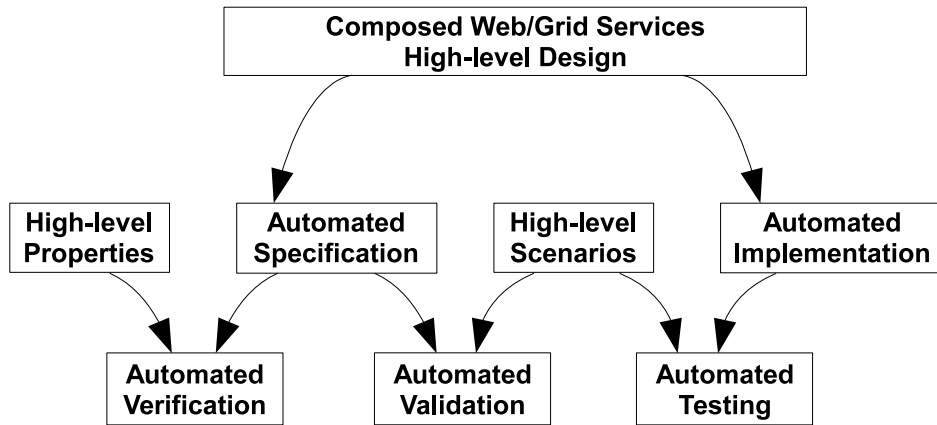 Composed Web/Grid Services
High-level Design
High-level
Properties
Automated
Specification
High-level
Scenarios
Automated
Implementation
Automated
Verification
Automated
Validation
Automated
Testing